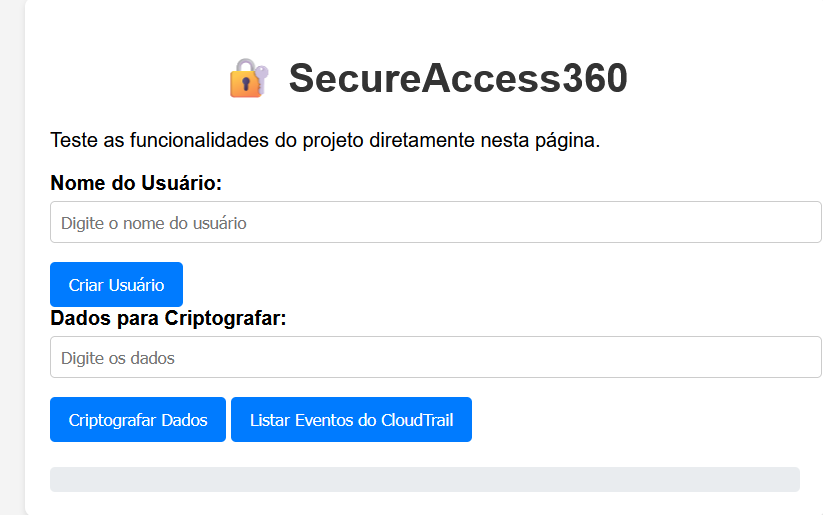 SecureAccess360
Teste as funcionalidades do projeto diretamente nesta página.
Nome do Usuário:
Digite o nome do usuário
Criar Usuário
Dados para Criptografar:
Digite os dados
Criptografar Dados Listar Eventos do CloudTrail